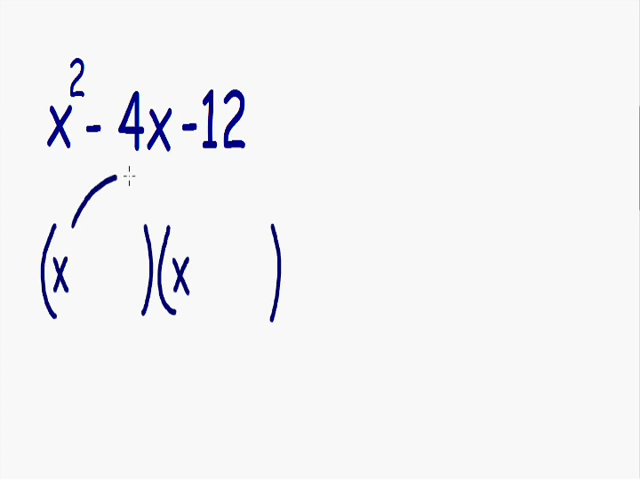 x² - 4x - 12
(x )(x )